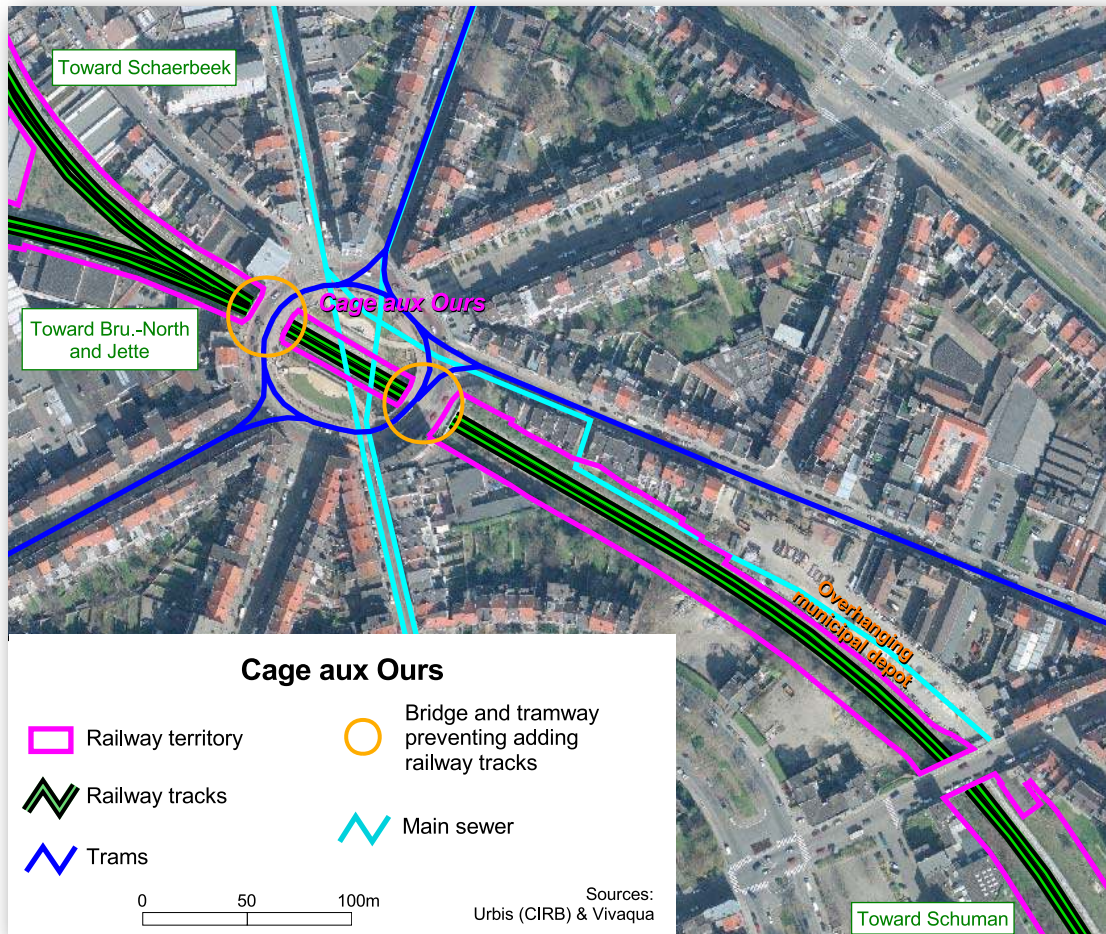 Toward Schaerbeek
Cage aux Ours
Toward Bru.-North
and Jette
Overhanging
municipal depot
Cage aux Ours
Railway territory
Railway tracks
Trams
Bridge and tramway
preventing adding
railway tracks
Main sewer
0 50 100m
Sources:
Urbis (CIRB) & Vivaqua
Toward Schuman